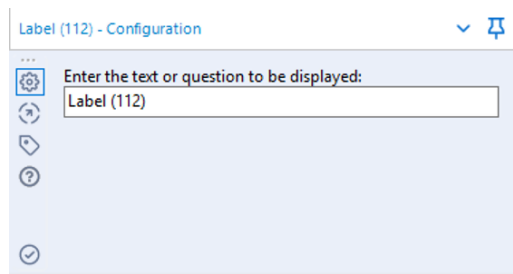 Label (112) - Configuration
Enter the text or question to be displayed:
Label (112)